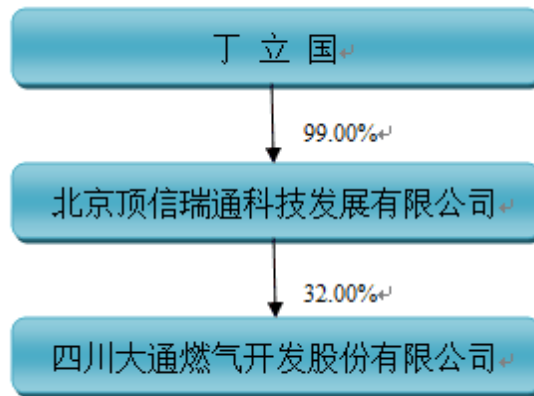 丁 立 国
99.00%
北京顶信瑞通科技发展有限公司
32.00%
四川大通燃气开发股份有限公司